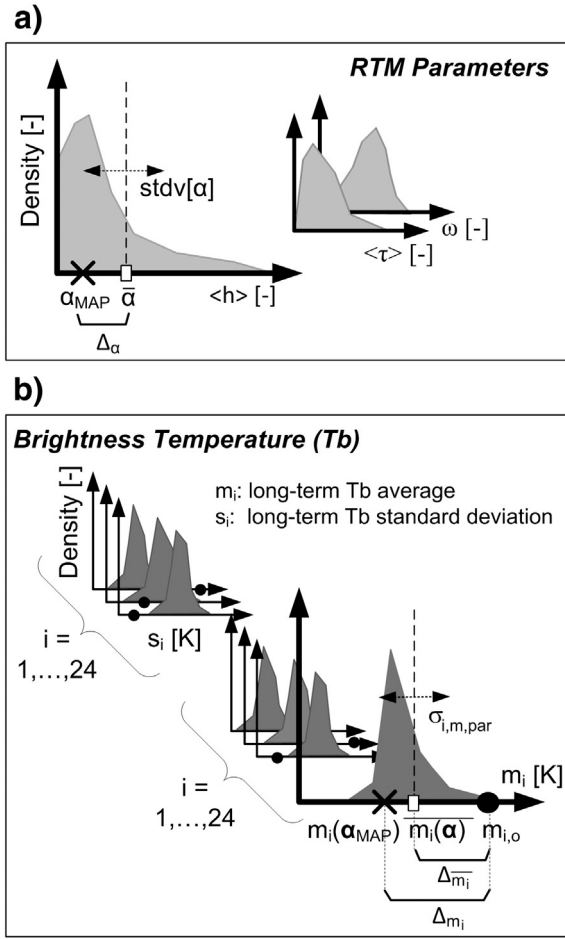 a)
RTM Parameters
Density [-]
stdv[α]
α_MAP
α̅
<h> [-]
Δ_α
ω [-]
<τ> [-]
b)
Brightness Temperature (Tb)
Density [-]
m_i: long-term Tb average
s_i: long-term Tb standard deviation
i =
1,...,24
s_i [K]
σ_i,m,par
m_i [K]
i =
1,...,24
m_i(α_MAP)
m̅_i̅(̅α̅)̅
m_i,o
Δ_m̅_i̅
Δ_m_i